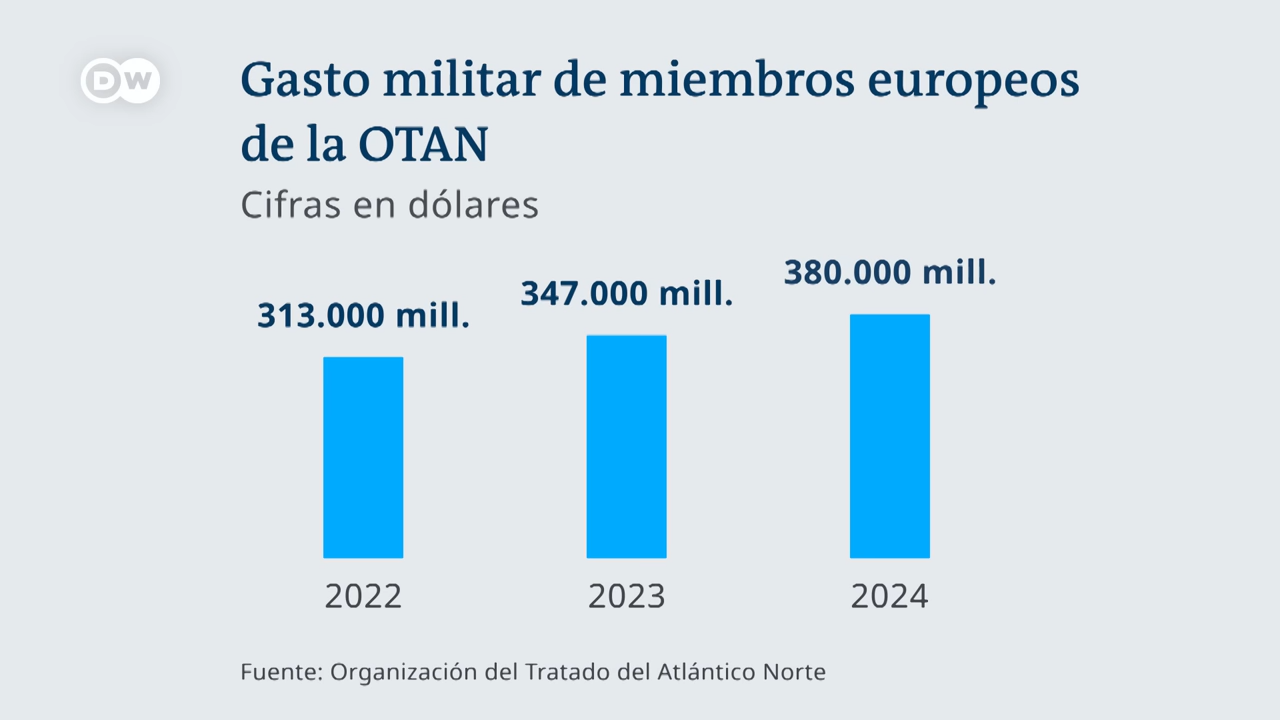 DW
Gasto militar de miembros europeos
de la OTAN
Cifras en dólares
313.000 mill.
347.000 mill.
380.000 mill.
2022
2023
2024
Fuente: Organización del Tratado del Atlántico Norte